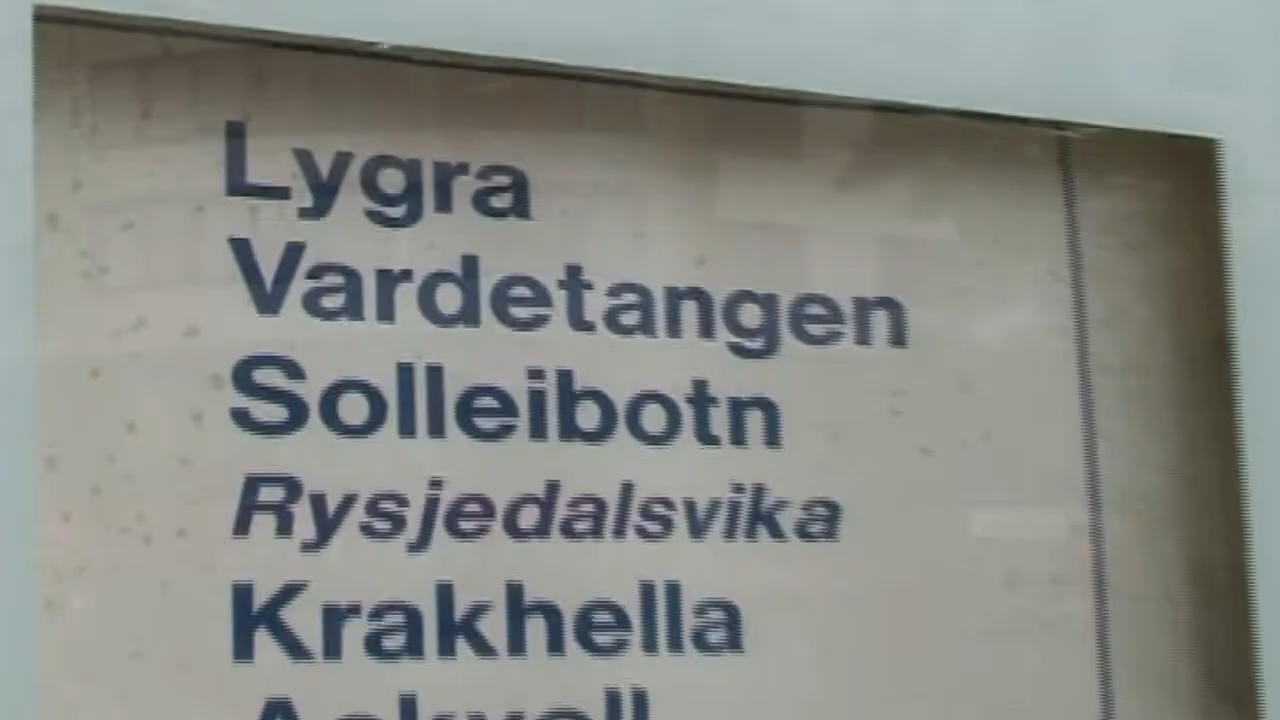 Lygra
Vardetangen
Solleibotn
Rysjedalsvika
Krakhella